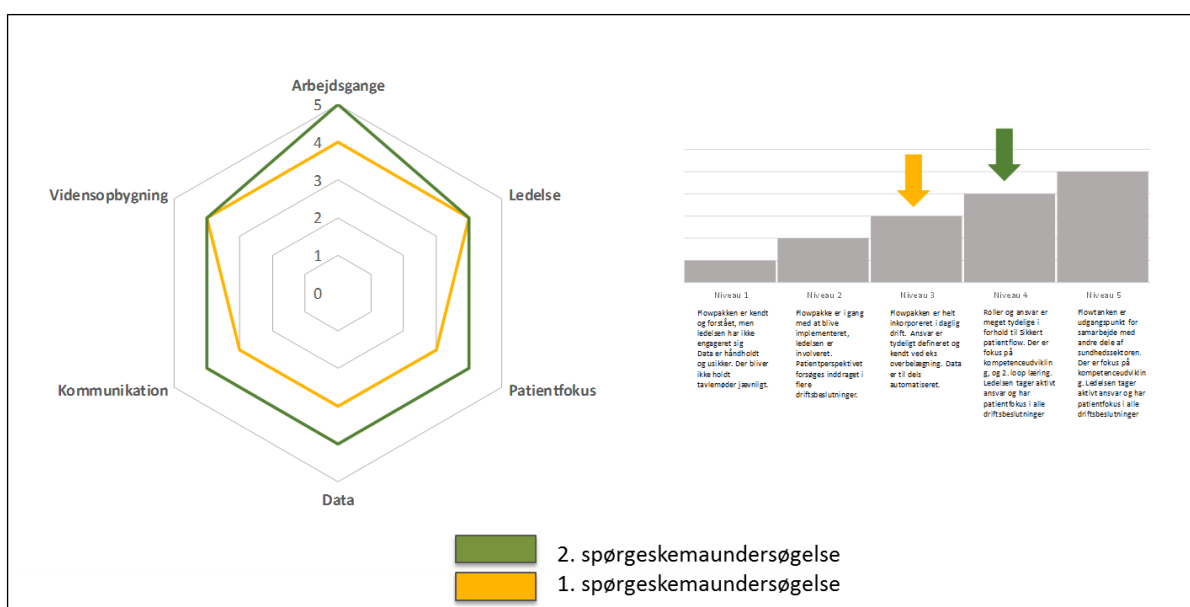 Arbejdsgange
5
4
3
2
1
0
Ledelse
Patientfokus
Data
Kommunikation
Vidensopbygning
Niveau 1
Flowpakken er kendt
og forstået, men
ledelsen har ikke
engageret sig
Data er håndholdt
og usikker. Der bliver
ikke holdt
tavlemøder jævnligt.
Niveau 2
Flowpakke er i gang
med at blive
implementeret,
ledelsen er
involveret.
Patientperspektivet
forsøges inddraget i
flere
driftsbeslutninger.
Niveau 3
Flowpakken er helt
inkorporeret i daglig
drift. Ansvar er
tydeligt defineret og
kendt ved eks
overbelægning. Data
er til dels
automatiseret.
Niveau 4
Roller og ansvar er
meget tydelige i
forhold til Sikkert
patientflow. Der er
fokus på
kompetenceudviklin
g, og 2. loop læring.
Ledelsen tager aktivt
ansvar og har
patientfokus i alle
driftsbeslutninger
Niveau 5
Flowtanken er
udgangspunkt for
samarbejde med
andre dele af
sundhedssektoren.
Der er fokus på
kompetenceudviklin
g. Ledelsen tager
aktivt ansvar og har
patientfokus i alle
driftsbeslutninger
2. spørgeskemaundersøgelse
1. spørgeskemaundersøgelse